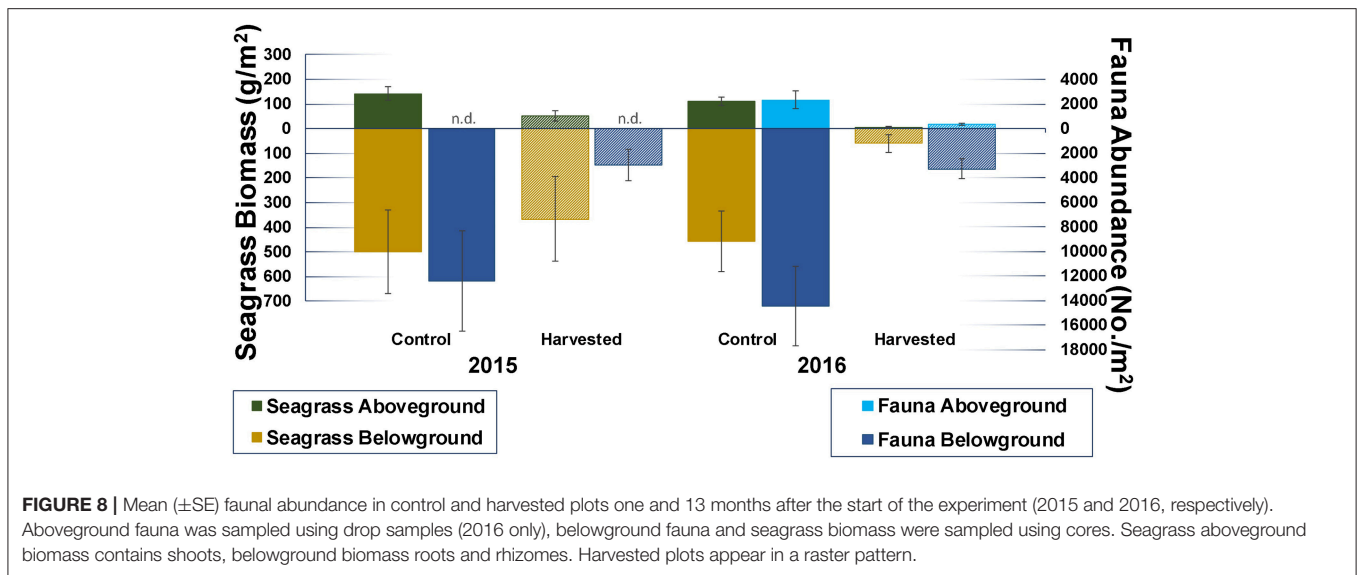 Seagrass Biomass (g/m²)
300
200
100
0
100
200
300
400
500
600
700
n.d.
n.d.
Control
Harvested
Control
Harvested
2015
2016
4000
2000
0
2000
4000
6000
8000
10000
12000
14000
16000
18000
Fauna Abundance (No./m²)
Seagrass Aboveground
Seagrass Belowground
Fauna Aboveground
Fauna Belowground
FIGURE 8 | Mean (±SE) faunal abundance in control and harvested plots one and 13 months after the start of the experiment (2015 and 2016, respectively).
Aboveground fauna was sampled using drop samples (2016 only), belowground fauna and seagrass biomass were sampled using cores. Seagrass aboveground
biomass contains shoots, belowground biomass roots and rhizomes. Harvested plots appear in a raster pattern.